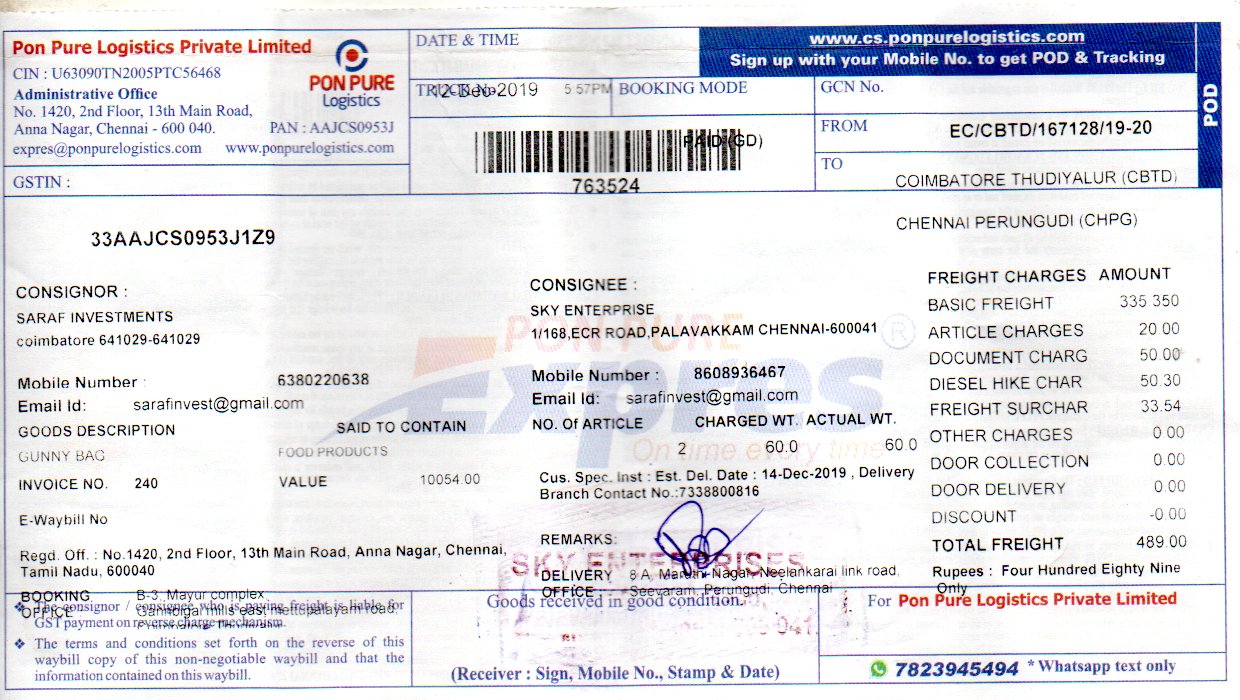 Pon Pure Logistics Private Limited
CIN : U63090TN2005PTC56468
Administrative Office
No. 1420, 2nd Floor, 13th Main Road,
Anna Nagar, Chennai - 600 040. PAN : AAJCS0953J
expres@ponpurelogistics.com www.ponpurelogistics.com
PON PURE
Logistics
GSTIN :
33AAJCS0953J1Z9
DATE & TIME
12-Dec-2019 5:57PM
BOOKING MODE
PAID (GD)
763524
www.cs.ponpurelogistics.com
Sign up with your Mobile No. to get POD & Tracking
POD
GCN No.
EC/CBTD/167128/19-20
FROM
COIMBATORE THUDIYALUR (CBTD)
TO
CHENNAI PERUNGUDI (CHPG)
CONSIGNOR :
SARAF INVESTMENTS
coimbatore 641029-641029
Mobile Number : 6380220638
Email Id: sarafinvest@gmail.com
GOODS DESCRIPTION SAID TO CONTAIN
GUNNY BAG FOOD PRODUCTS
INVOICE NO. 240 VALUE 10054.00
E-Waybill No
Regd. Off. : No.1420, 2nd Floor, 13th Main Road, Anna Nagar, Chennai,
Tamil Nadu, 600040
BOOKING OFFICE : B-3, Mayur complex
mills east mettupalayam road,
CONSIGNEE :
SKY ENTERPRISE
1/168,ECR ROAD,PALAVAKKAM CHENNAI-600041
PON PURE
Expres ®
On time every time
Mobile Number : 8608936467
Email Id: sarafinvest@gmail.com
NO. Of ARTICLE CHARGED WT. ACTUAL WT.
2 60.0 60.0
Cus. Spec. Inst : Est. Del. Date : 14-Dec-2019 , Delivery
Branch Contact No.:7338800816
REMARKS:
SKY ENTERPRISES
DELIVERY OFFICE : 8 A, Maruthi Nagar, Neelankarai link road,
Seevaram, Perungudi, Chennai
FREIGHT CHARGES AMOUNT
BASIC FREIGHT 335.350
ARTICLE CHARGES 20.00
DOCUMENT CHARG 50.00
DIESEL HIKE CHAR 50.30
FREIGHT SURCHAR 33.54
OTHER CHARGES 0.00
DOOR COLLECTION 0.00
DOOR DELIVERY 0.00
DISCOUNT -0.00
TOTAL FREIGHT 489.00
Rupees : Four Hundred Eighty Nine
Only
❖ The consignor / consignee who is paying freight is liable for
GST payment on reverse charge mechanism.
❖ The terms and conditions set forth on the reverse of this
waybill copy of this non-negotiable waybill and that the
information contained on this waybill.
Goods received in good condition.
(Receiver : Sign, Mobile No., Stamp & Date)
For Pon Pure Logistics Private Limited
7823945494 * Whatsapp text only